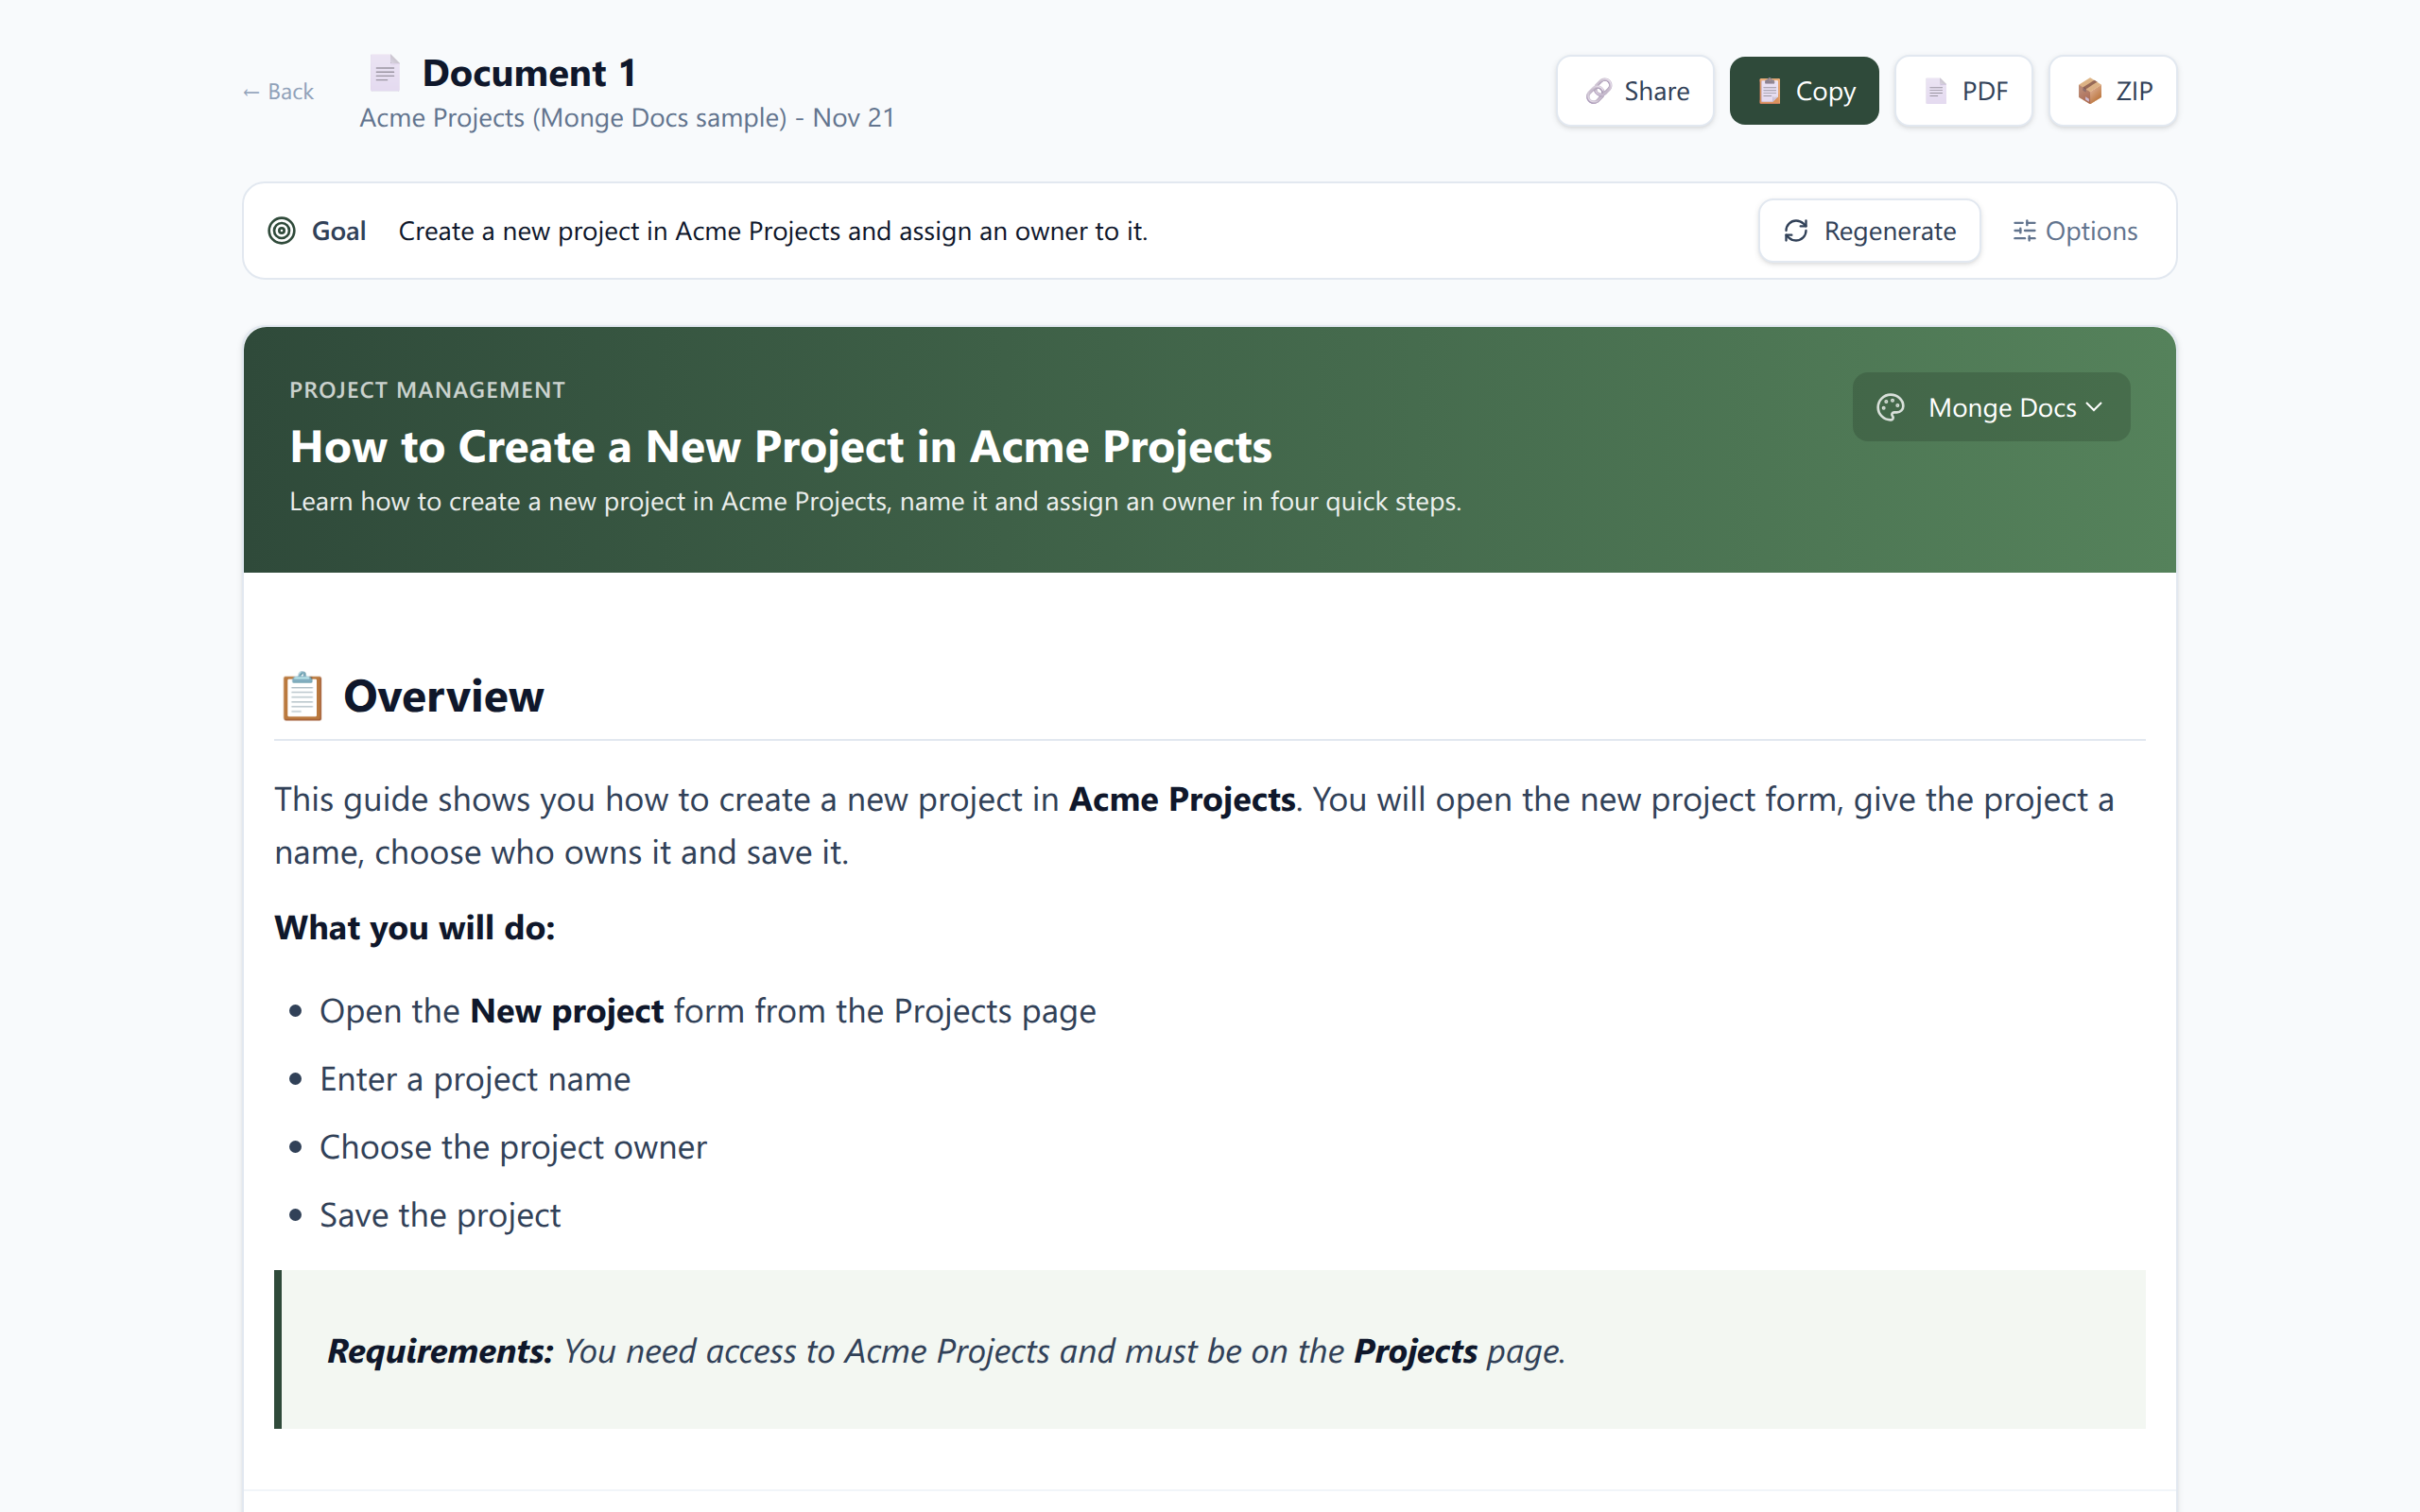 ← Back
Document 1
Acme Projects (Monge Docs sample) - Nov 21
Share
Copy
PDF
ZIP
Goal
Create a new project in Acme Projects and assign an owner to it.
Regenerate
Options
PROJECT MANAGEMENT
Monge Docs
How to Create a New Project in Acme Projects
Learn how to create a new project in Acme Projects, name it and assign an owner in four quick steps.
Overview
This guide shows you how to create a new project in Acme Projects. You will open the new project form, give the project a
name, choose who owns it and save it.
What you will do:
• Open the New project form from the Projects page
• Enter a project name
• Choose the project owner
• Save the project
Requirements: You need access to Acme Projects and must be on the Projects page.